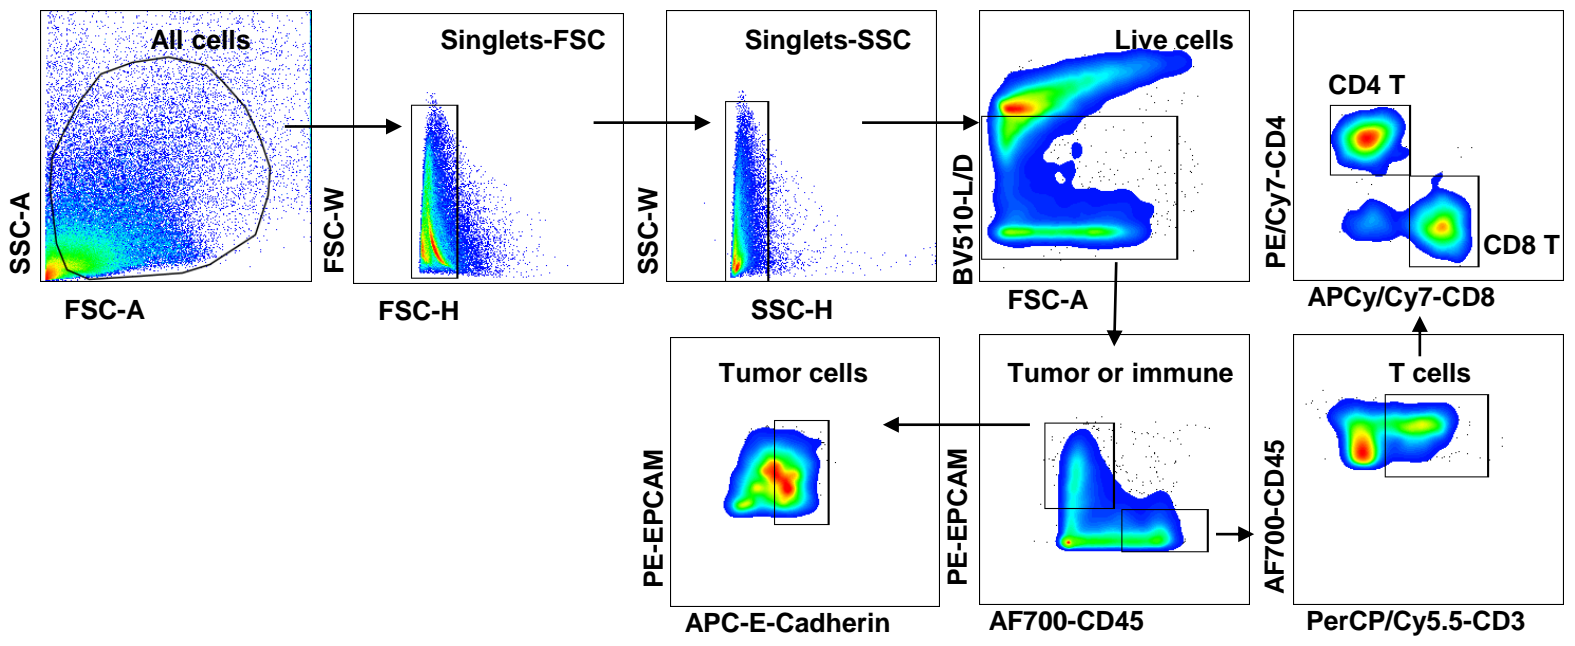 All cells
SSC-A
FSC-A
Singlets-FSC
FSC-W
FSC-H
Singlets-SSC
SSC-W
SSC-H
Live cells
BV510-L/D
FSC-A
CD4 T
CD8 T
PE/Cy7-CD4
APCy/Cy7-CD8
Tumor cells
PE-EPCAM
APC-E-Cadherin
Tumor or immune
PE-EPCAM
AF700-CD45
T cells
AF700-CD45
PerCP/Cy5.5-CD3